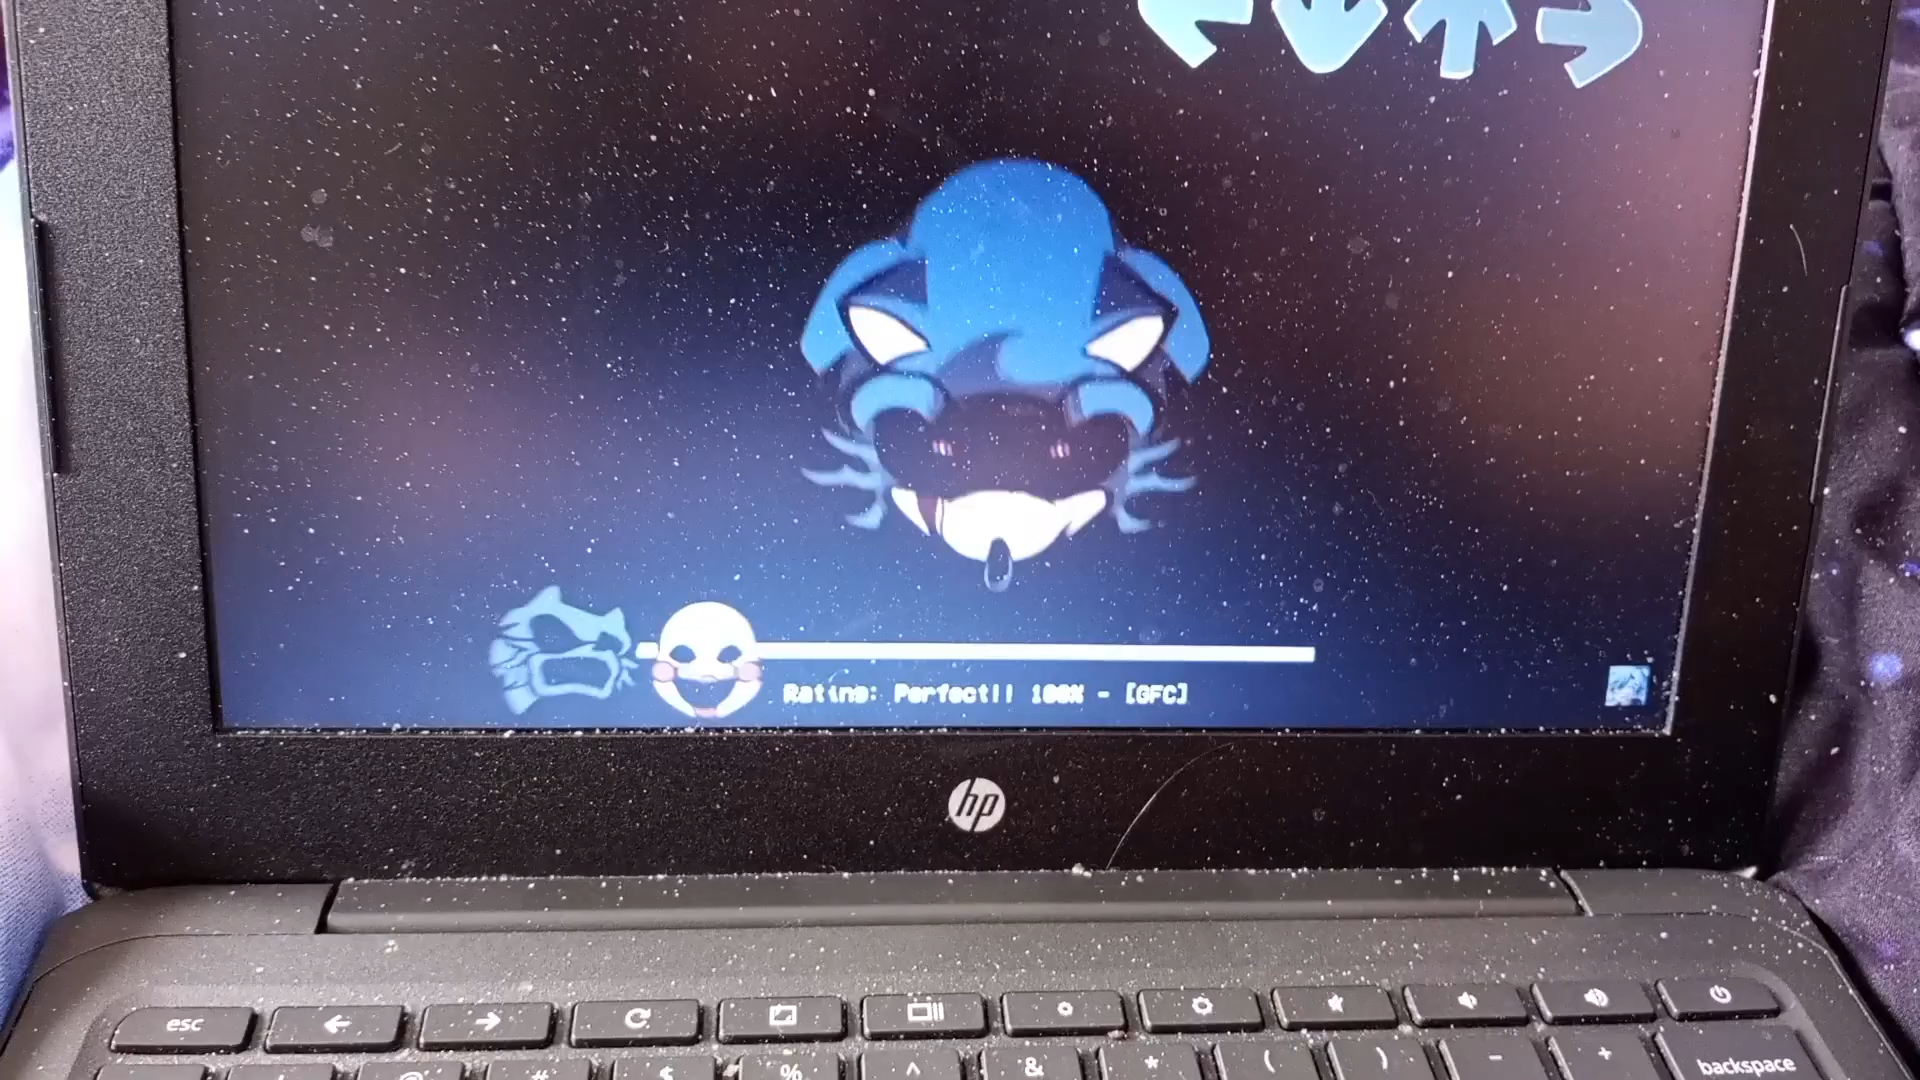 Rating: Perfect!! 100% - [GFC]
hp
esc
@ # $ % ^ & * ( ) - + backspace